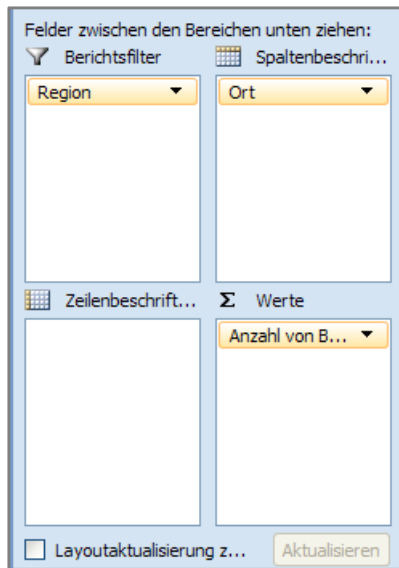 Felder zwischen den Bereichen unten ziehen:
Berichtsfilter
Spaltenbeschri...
Region
Ort
Zeilenbeschrift...
Σ Werte
Anzahl von B...
Layoutaktualisierung z...
Aktualisieren